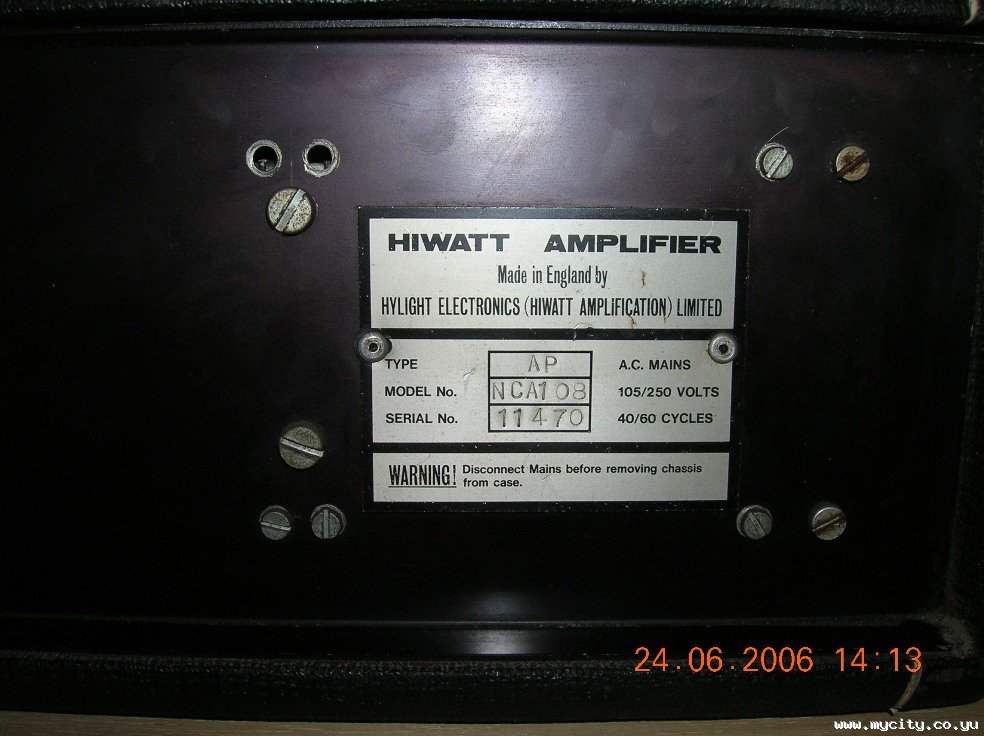 HIWATT AMPLIFIER
Made in England by
HYLIGHT ELECTRONICS (HIWATT AMPLIFICATION) LIMITED
TYPE AP A.C. MAINS
MODEL No. NCA108 105/250 VOLTS
SERIAL No. 11470 40/60 CYCLES
WARNING! Disconnect Mains before removing chassis
from case.
24.06.2006 14:13
www.mycity.co.yu